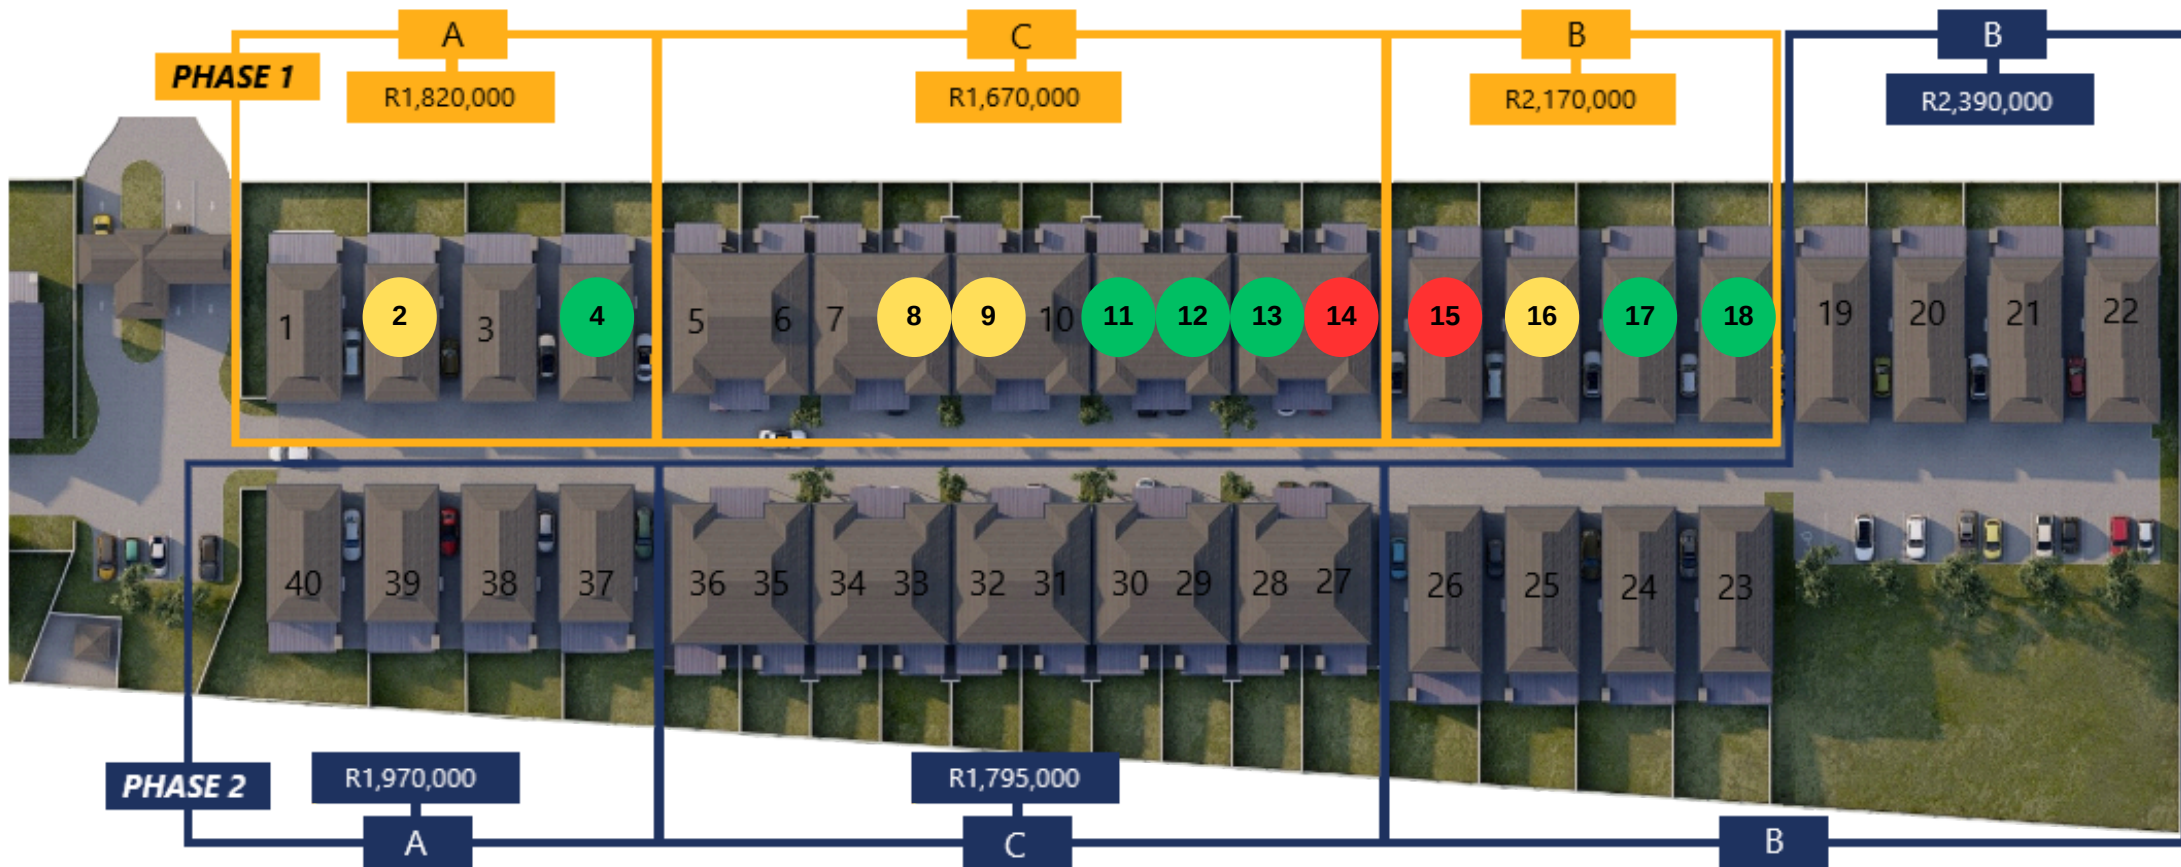 A
C
B
B
PHASE 1
R1,820,000
R1,670,000
R2,170,000
R2,390,000
1 2 3 4 5 6 7 8 9 10 11 12 13 14 15 16 17 18 19 20 21 22
40 39 38 37 36 35 34 33 32 31 30 29 28 27 26 25 24 23
PHASE 2
R1,970,000
R1,795,000
A
C
B